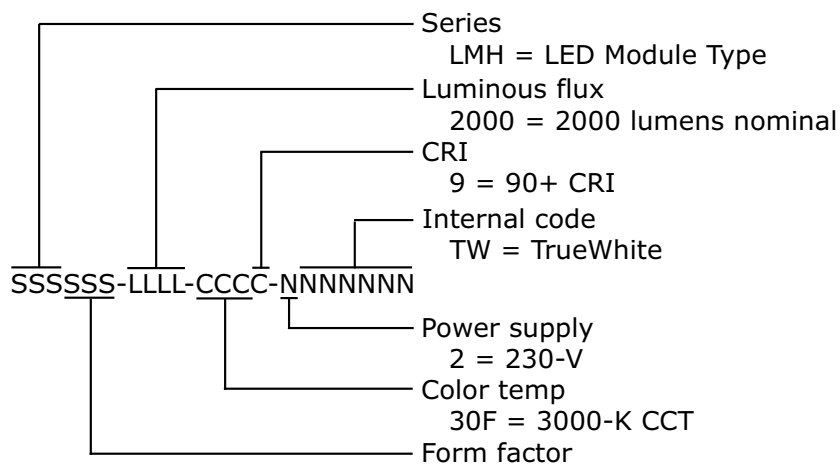 Series
LMH = LED Module Type
Luminous flux
2000 = 2000 lumens nominal
CRI
9 = 90+ CRI
Internal code
TW = TrueWhite
SSSSSS-LLLL-CCCC-NNNNNNN
Power supply
2 = 230-V
Color temp
30F = 3000-K CCT
Form factor